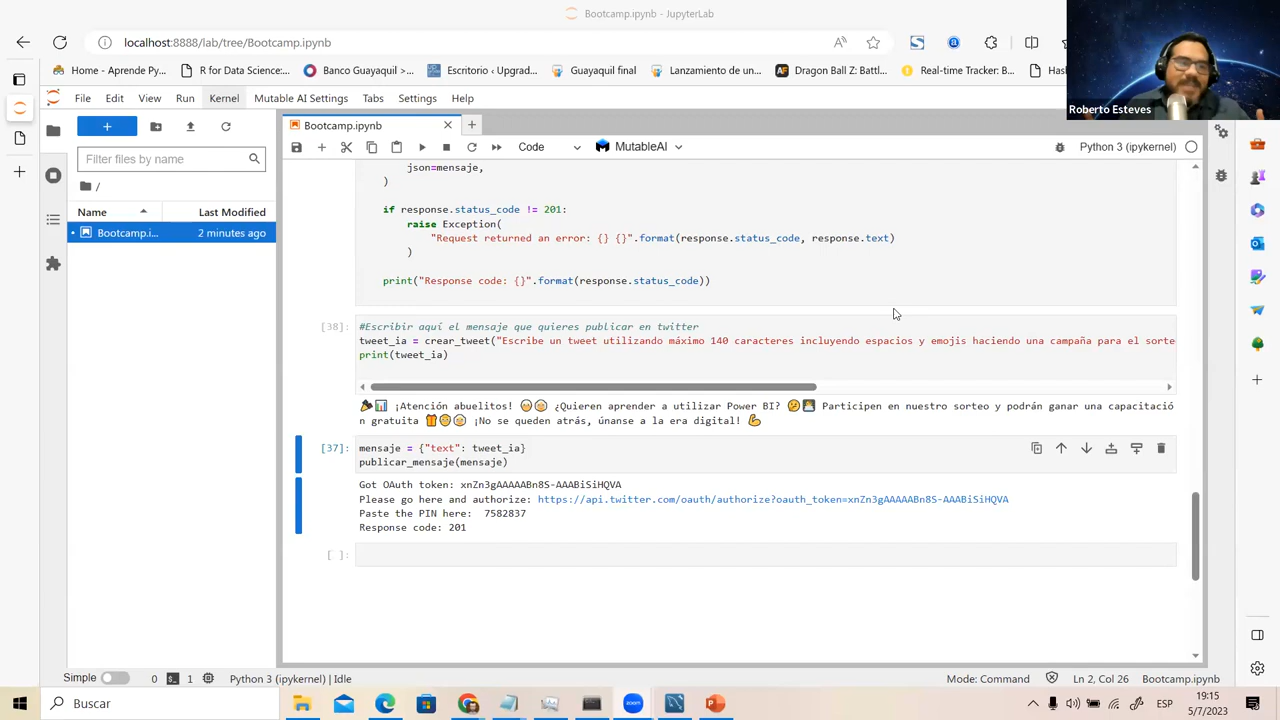 Bootcamp.ipynb - JupyterLab
localhost:8888/lab/tree/Bootcamp.ipynb
Home - Aprende Py... R for Data Science:... Banco Guayaquil >... Escritorio ‹ Upgrad... Guayaquil final Lanzamiento de un... Dragon Ball Z: Battl... Real-time Tracker: B... Hask
Roberto Esteves
File Edit View Run Kernel Mutable AI Settings Tabs Settings Help
Bootcamp.ipynb
Filter files by name
Code MutableAI Python 3 (ipykernel)
/
Name Last Modified
Bootcamp.i... 2 minutes ago
json=mensaje,
)
if response.status_code != 201:
raise Exception(
"Request returned an error: {} {}".format(response.status_code, response.text)
)
print("Response code: {}".format(response.status_code))
[38]: #Escribir aquí el mensaje que quieres publicar en twitter
tweet_ia = crear_tweet("Escribe un tweet utilizando máximo 140 caracteres incluyendo espacios y emojis haciendo una campaña para el sorte
print(tweet_ia)
🎉📊 ¡Atención abuelitos! 👴👵 ¿Quieren aprender a utilizar Power BI? 🤔👨‍💻 Participen en nuestro sorteo y podrán ganar una capacitació
n gratuita 🎁👴👵 ¡No se queden atrás, únanse a la era digital! 💪
[37]: mensaje = {"text": tweet_ia}
publicar_mensaje(mensaje)
Got OAuth token: xnZn3gAAAAABn8S-AAABiSiHQVA
Please go here and authorize: https://api.twitter.com/oauth/authorize?oauth_token=xnZn3gAAAAABn8S-AAABiSiHQVA
Paste the PIN here: 7582837
Response code: 201
[ ]:
Simple 0 1 Python 3 (ipykernel) | Idle Mode: Command Ln 2, Col 26 Bootcamp.ipynb
Buscar
ESP
19:15
5/7/2023